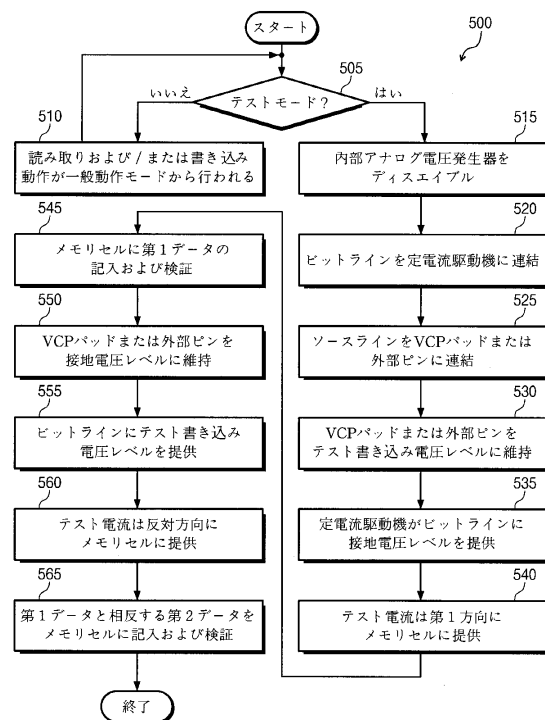 スタート
500
505
テストモード？
いいえ
はい
510
読み取りおよび/または書き込み
動作が一般動作モードから行われる
515
内部アナログ電圧発生器を
ディスエイブル
520
ビットラインを定電流駆動機に連結
525
ソースラインをVCPパッドまたは
外部ピンに連結
530
VCPパッドまたは外部ピンを
テスト書き込み電圧レベルに維持
535
定電流駆動機がビットラインに
接地電圧レベルを提供
540
テスト電流は第1方向に
メモリセルに提供
545
メモリセルに第1データの
記入および検証
550
VCPパッドまたは外部ピンを
接地電圧レベルに維持
555
ビットラインにテスト書き込み
電圧レベルを提供
560
テスト電流は反対方向に
メモリセルに提供
565
第1データと相反する第2データを
メモリセルに記入および検証
終了